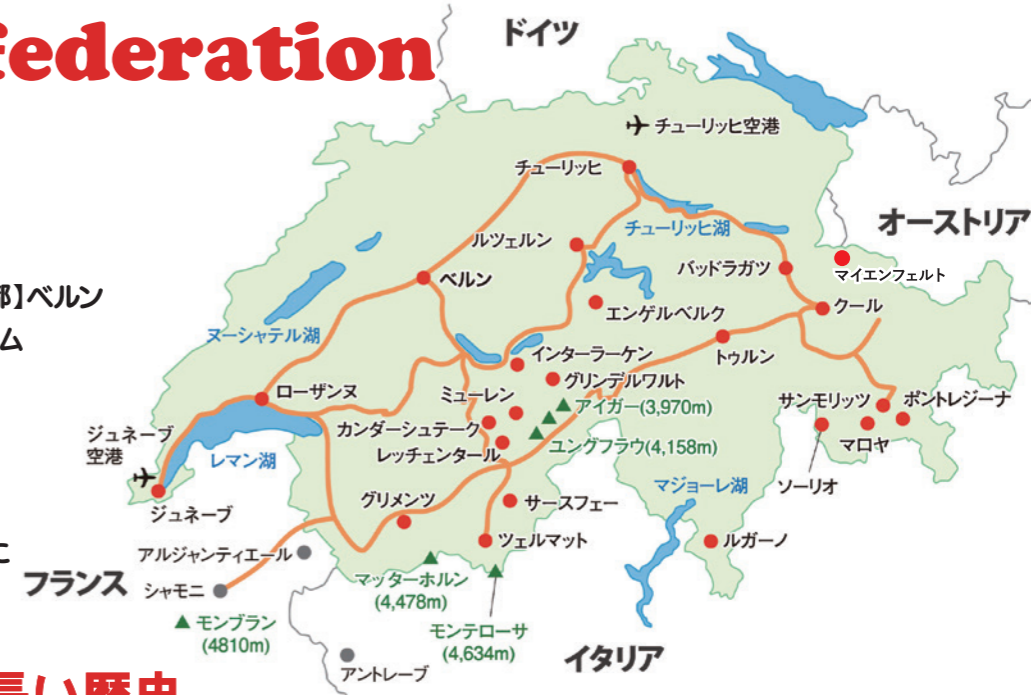 federation
ドイツ
チューリッヒ空港
チューリッヒ
オーストリア
チューリッヒ湖
ルツェルン
バッドラガツ
マイエンフェルト
ベルン
部】ベルン
エンゲルベルク
クール
ヌーシャテル湖
ム
インターラーケン
トゥルン
グリンデルワルト
ローザンヌ
ミューレン
アイガー(3,970m)
サンモリッツ
ポントレジーナ
カンダーシュテーク
ユングフラウ(4,158m)
マロヤ
ジュネーブ
空港
レマン湖
レッチェンタール
マジョーレ湖
ソーリオ
グリメンツ
サースフェー
ジュネーブ
ツェルマット
ルガーノ
アルジャンティエール
に
フランス
シャモニ
マッターホルン
(4,478m)
モンブラン
(4810m)
モンテローサ
(4,634m)
イタリア
アントレーブ
長い歴史